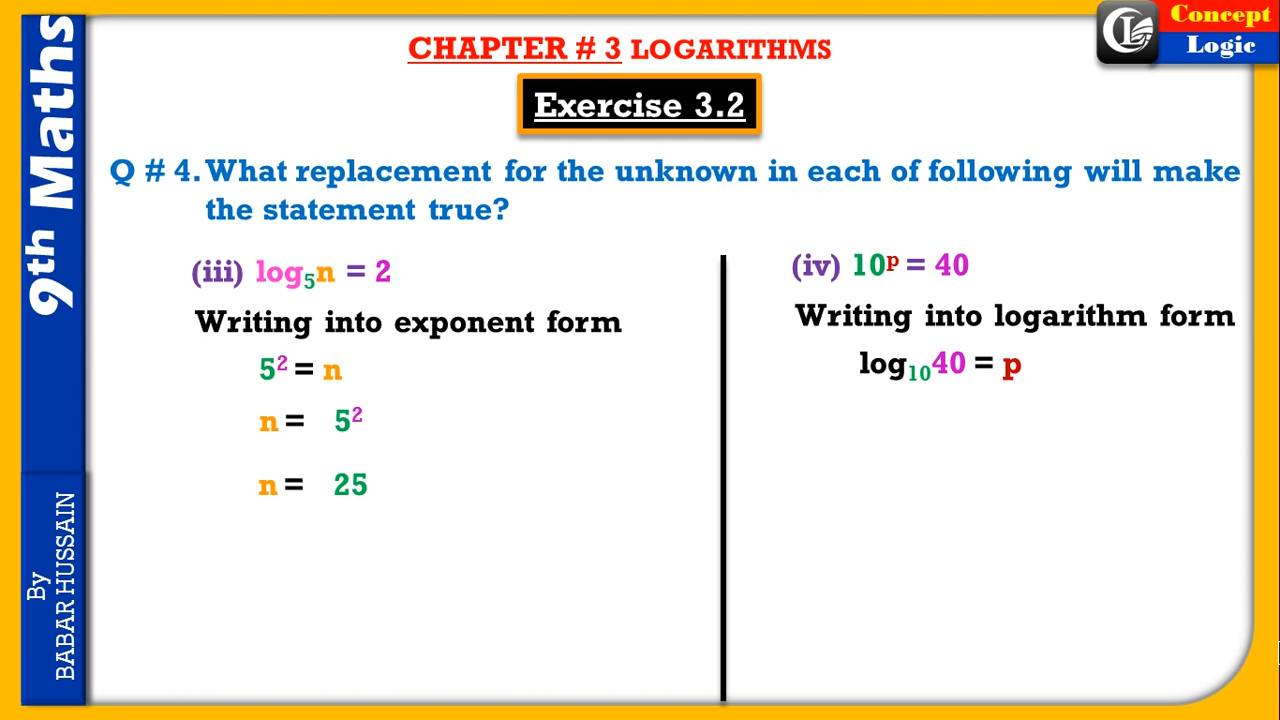 CHAPTER # 3 LOGARITHMS
Concept
Logic
Exercise 3.2
9th Maths
By
BABAR HUSSAIN
Q # 4. What replacement for the unknown in each of following will make
the statement true?
(iii) log₅n = 2
Writing into exponent form
5² = n
n = 5²
n = 25
(iv) 10ᵖ = 40
Writing into logarithm form
log₁₀40 = p